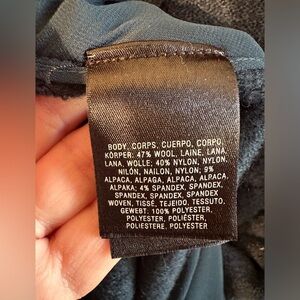 BODY, CORPS, CUERPO, CORPO,
KÖRPER: 47% WOOL, LAINE, LANA,
LANA, WOLLE; 40% NYLON, NYLON,
NILÓN, NAILON, NYLON; 9%
ALPACA, ALPAGA, ALPACA, ALPACA,
ALPAKA; 4% SPANDEX, SPANDEX,
SPANDEX, SPANDEX, SPANDEX
WOVEN, TISSÉ, TEJEIDO, TESSUTO,
GEWEBT. 100% POLYESTER,
POLYESTER, POLIÉSTER,
POLIESTERE, POLYESTER